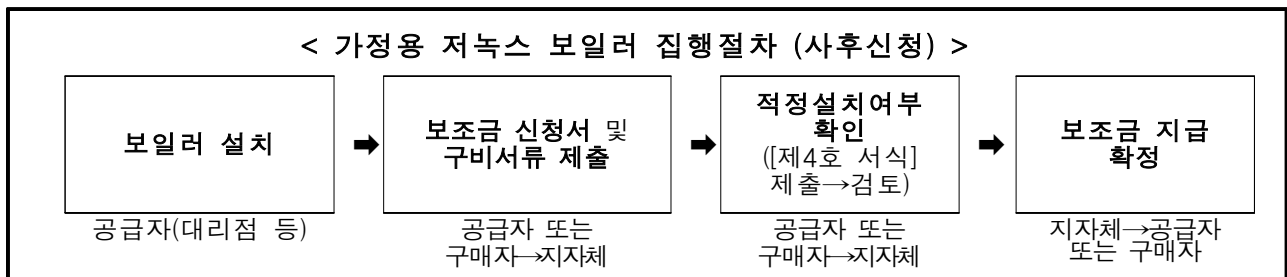 < 가정용 저녹스 보일러 집행절차 (사후신청) >
보일러 설치
➡
보조금 신청서 및
구비서류 제출
➡
적정설치여부
확인
([제4호 서식]
제출→검토)
➡
보조금 지급
확정
공급자(대리점 등)
공급자 또는
구매자→지자체
공급자 또는
구매자→지자체
지자체→공급자
또는 구매자